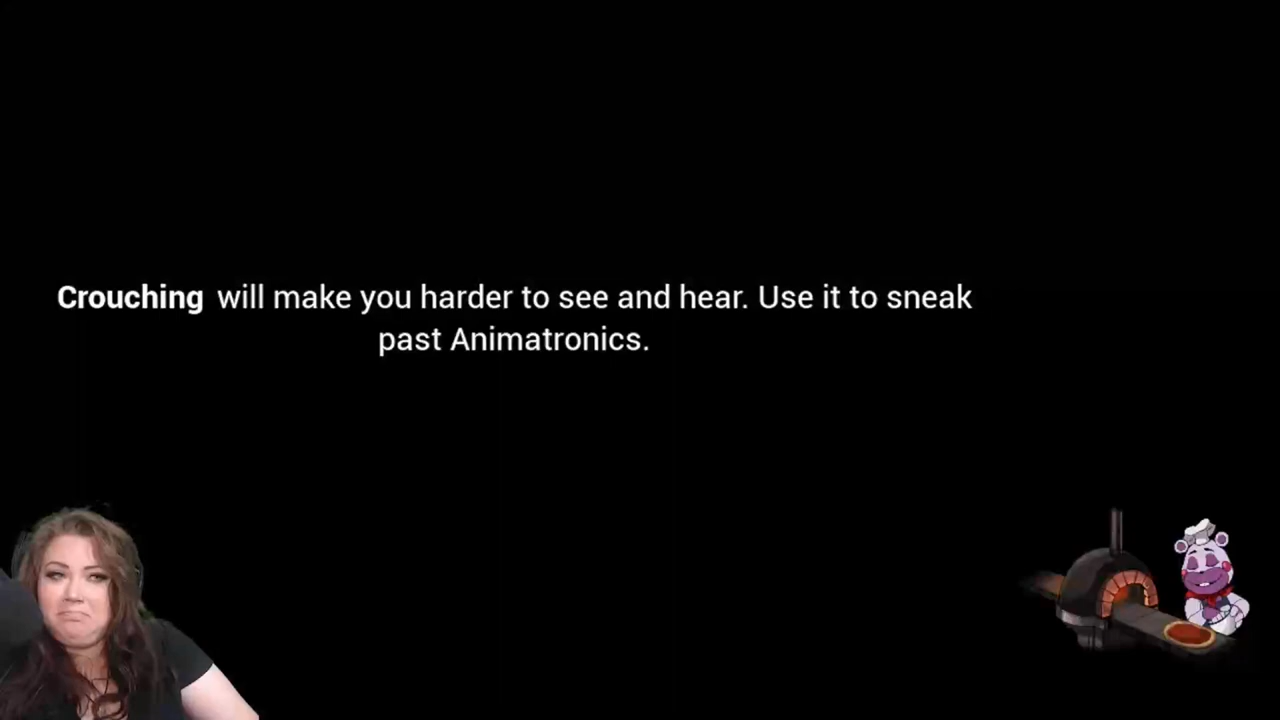 Crouching will make you harder to see and hear. Use it to sneak
past Animatronics.